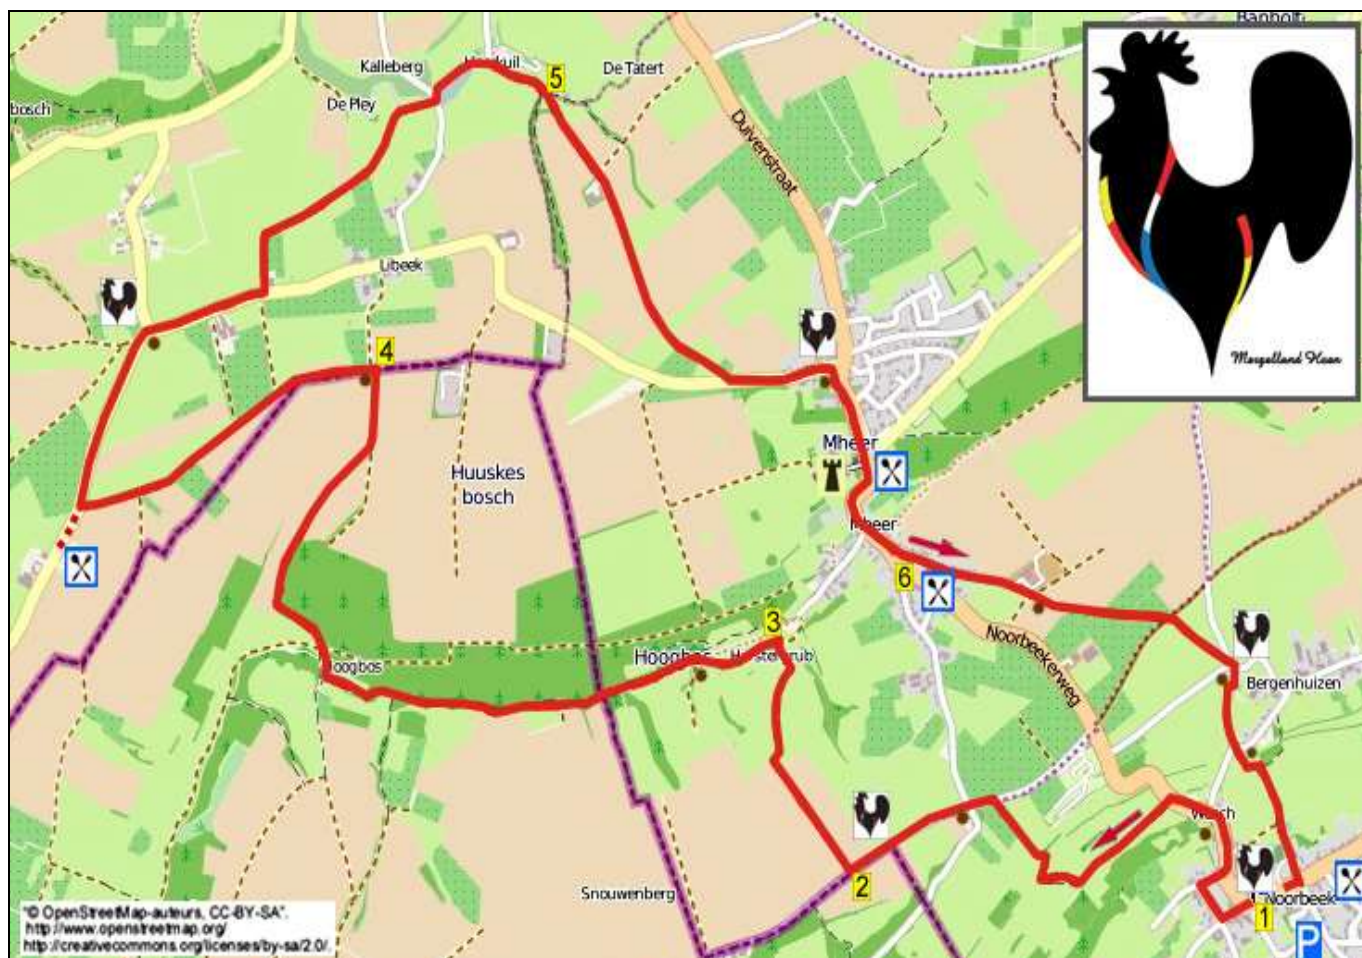 Banholt
Kalleberg
De Tatert
5
bosch
De Pley
Duivenstraat
Libeek
4
Mergelland Haan
Mheer
Huuskes
bosch
Mheer
6
3
Noorbeekerweg
Hoogbos
Hoogbos
Bergenhuizen
2
Snouwenberg
1
Noorbeek
P
"© OpenStreetMap-auteurs, CC-BY-SA".
http://www.openstreetmap.org/
http://creativecommons.org/licenses/by-sa/2.0/.